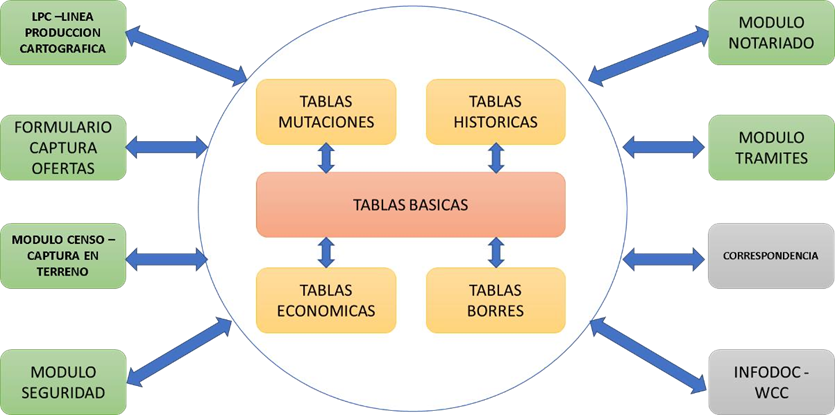 LPC –LINEA
PRODUCCION
CARTOGRAFICA
FORMULARIO
CAPTURA
OFERTAS
MODULO CENSO –
CAPTURA EN
TERRENO
MODULO
SEGURIDAD
TABLAS
MUTACIONES
TABLAS
HISTORICAS
TABLAS BASICAS
TABLAS
ECONOMICAS
TABLAS
BORRES
MODULO
NOTARIADO
MODULO
TRAMITES
CORRESPONDENCIA
INFODOC -
WCC